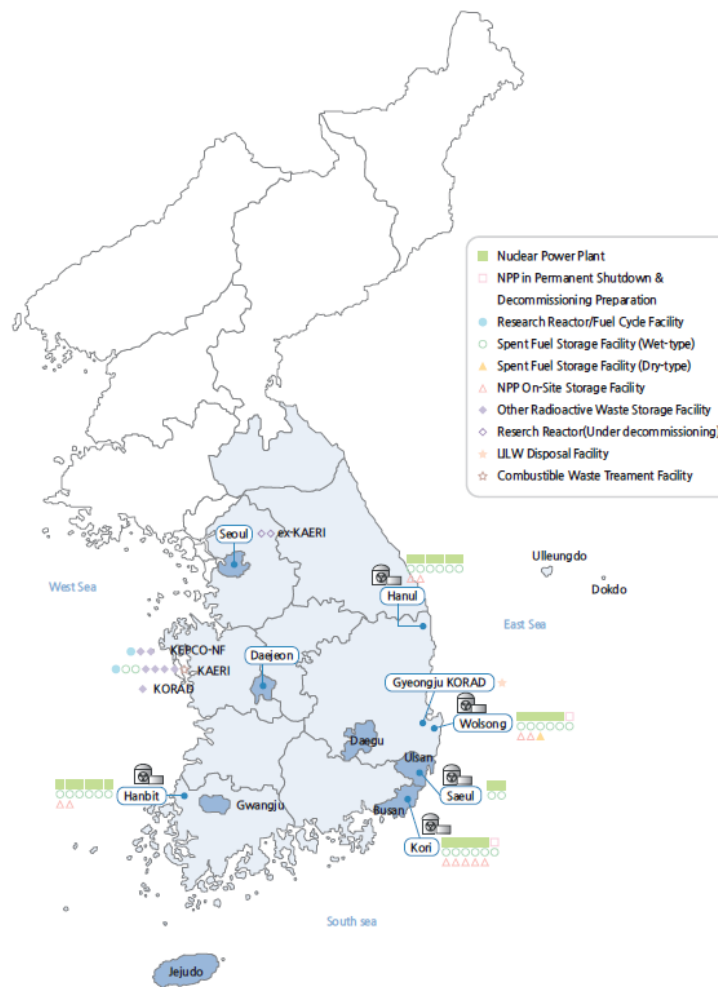 Nuclear Power Plant
NPP in Permanent Shutdown &
Decommissioning Preparation
Research Reactor/Fuel Cycle Facility
Spent Fuel Storage Facility (Wet-type)
Spent Fuel Storage Facility (Dry-type)
NPP On-Site Storage Facility
Other Radioactive Waste Storage Facility
Reserch Reactor(Under decommissioning)
LILW Disposal Facility
Combustible Waste Treament Facility
Seoul
ex-KAERI
Ulleungdo
Dokdo
West Sea
Hanul
East Sea
KEPCO-NF
Daejeon
KAERI
KORAD
Gyeongju KORAD
Wolsong
Daegu
Ulsan
Hanbit
Gwangju
Saeul
Busan
Kori
South sea
Jejudo